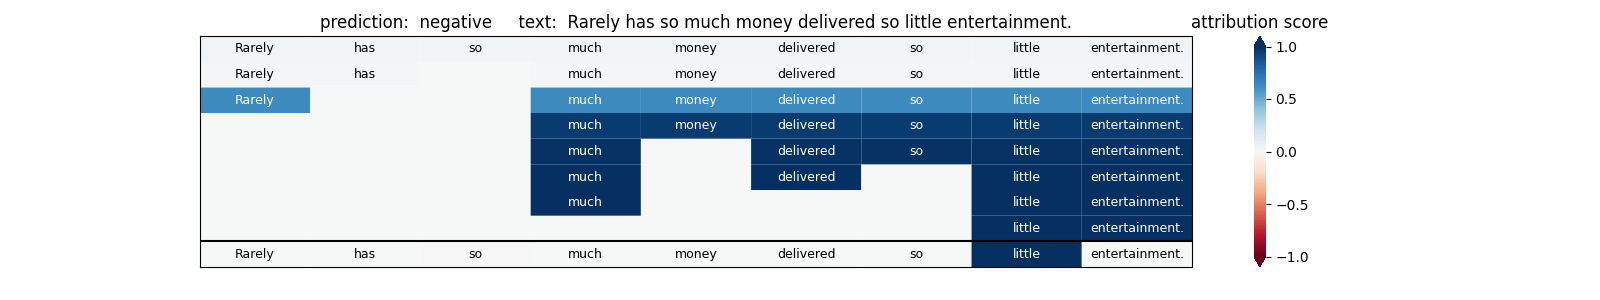 prediction: negative text: Rarely has so much money delivered so little entertainment. attribution score
Rarely has so much money delivered so little entertainment. 1.0
Rarely has much money delivered so little entertainment.
Rarely much money delivered so little entertainment. 0.5
much money delivered so little entertainment.
much delivered so little entertainment. 0.0
much delivered little entertainment.
much little entertainment. −0.5
little entertainment.
Rarely has so much money delivered so little entertainment. −1.0